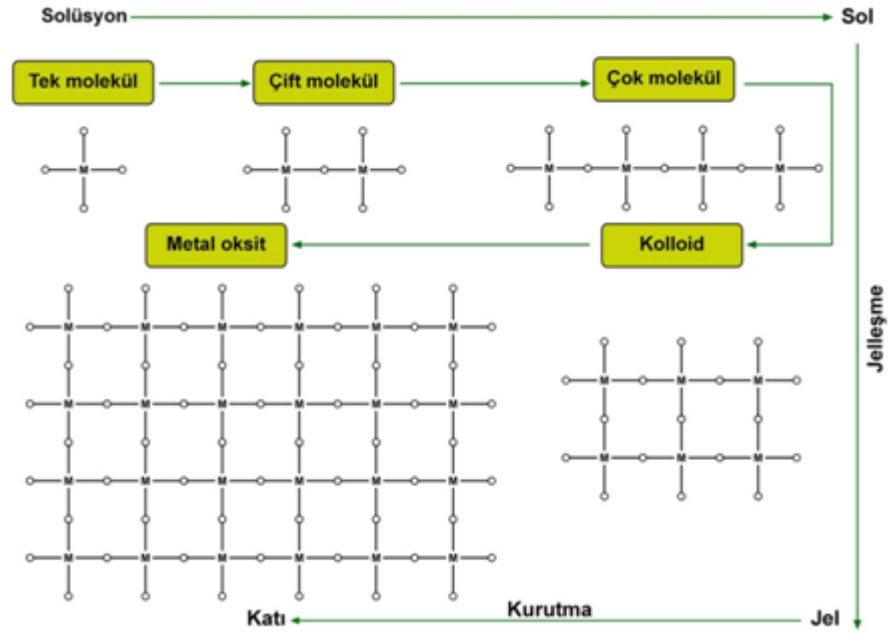 Solüsyon
Sol
Tek molekül
Çift molekül
Çok molekül
M
M M
M M M M
Metal oksit
Kolloid
Jelleşme
M M M M M M
M M M
M M M M M M
M M M
M M M M M M
M M M M M M
Kurutma
Katı
Jel